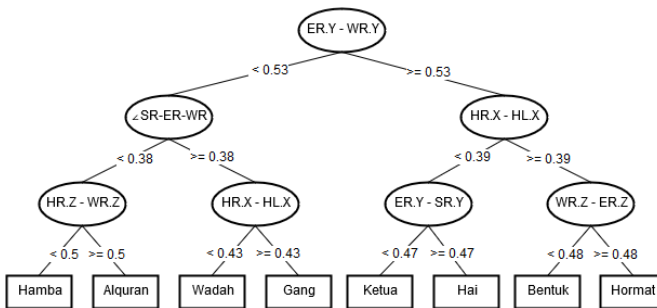 ER.Y - WR.Y
< 0.53 >= 0.53
∠SR-ER-WR HR.X - HL.X
< 0.38 >= 0.38 < 0.39 >= 0.39
HR.Z - WR.Z HR.X - HL.X ER.Y - SR.Y WR.Z - ER.Z
< 0.5 >= 0.5 < 0.43 >= 0.43 < 0.47 >= 0.47 < 0.48 >= 0.48
Hamba Alquran Wadah Gang Ketua Hai Bentuk Hormat